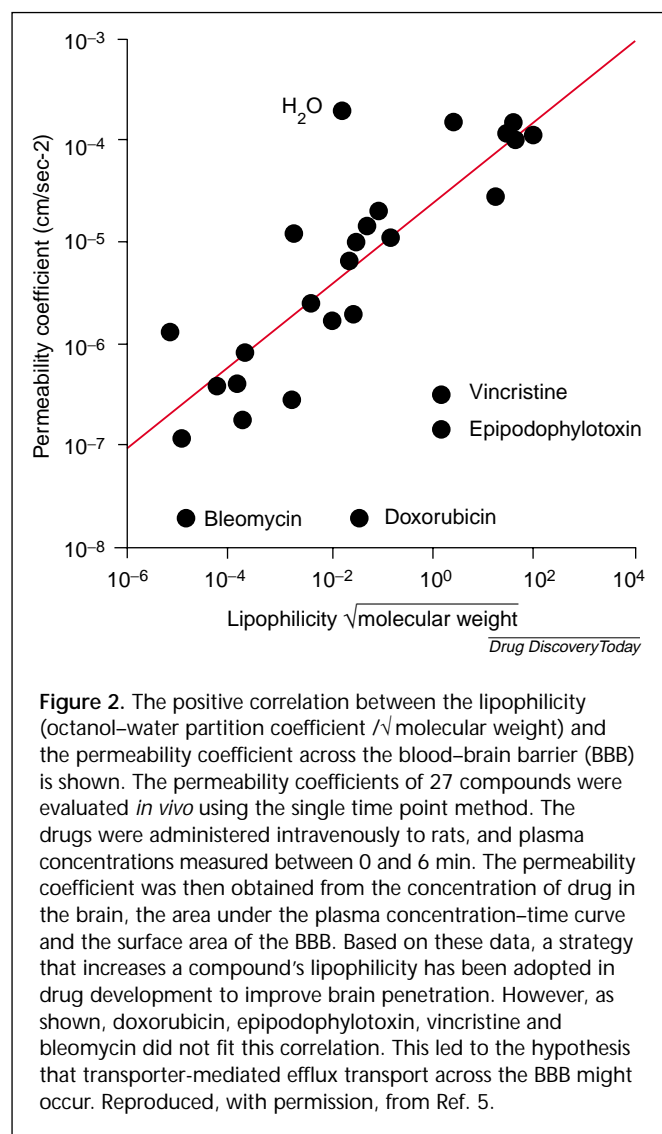 10⁻³
10⁻⁴
10⁻⁵
10⁻⁶
10⁻⁷
10⁻⁸
Permeability coefficient (cm/sec-2)
H₂O
Vincristine
Epipodophylotoxin
Bleomycin
Doxorubicin
10⁻⁶
10⁻⁴
10⁻²
10⁰
10²
10⁴
Lipophilicity √molecular weight
Drug DiscoveryToday
Figure 2. The positive correlation between the lipophilicity
(octanol–water partition coefficient /√molecular weight) and
the permeability coefficient across the blood–brain barrier (BBB)
is shown. The permeability coefficients of 27 compounds were
evaluated in vivo using the single time point method. The
drugs were administered intravenously to rats, and plasma
concentrations measured between 0 and 6 min. The permeability
coefficient was then obtained from the concentration of drug in
the brain, the area under the plasma concentration–time curve
and the surface area of the BBB. Based on these data, a strategy
that increases a compound's lipophilicity has been adopted in
drug development to improve brain penetration. However, as
shown, doxorubicin, epipodophylotoxin, vincristine and
bleomycin did not fit this correlation. This led to the hypothesis
that transporter-mediated efflux transport across the BBB might
occur. Reproduced, with permission, from Ref. 5.